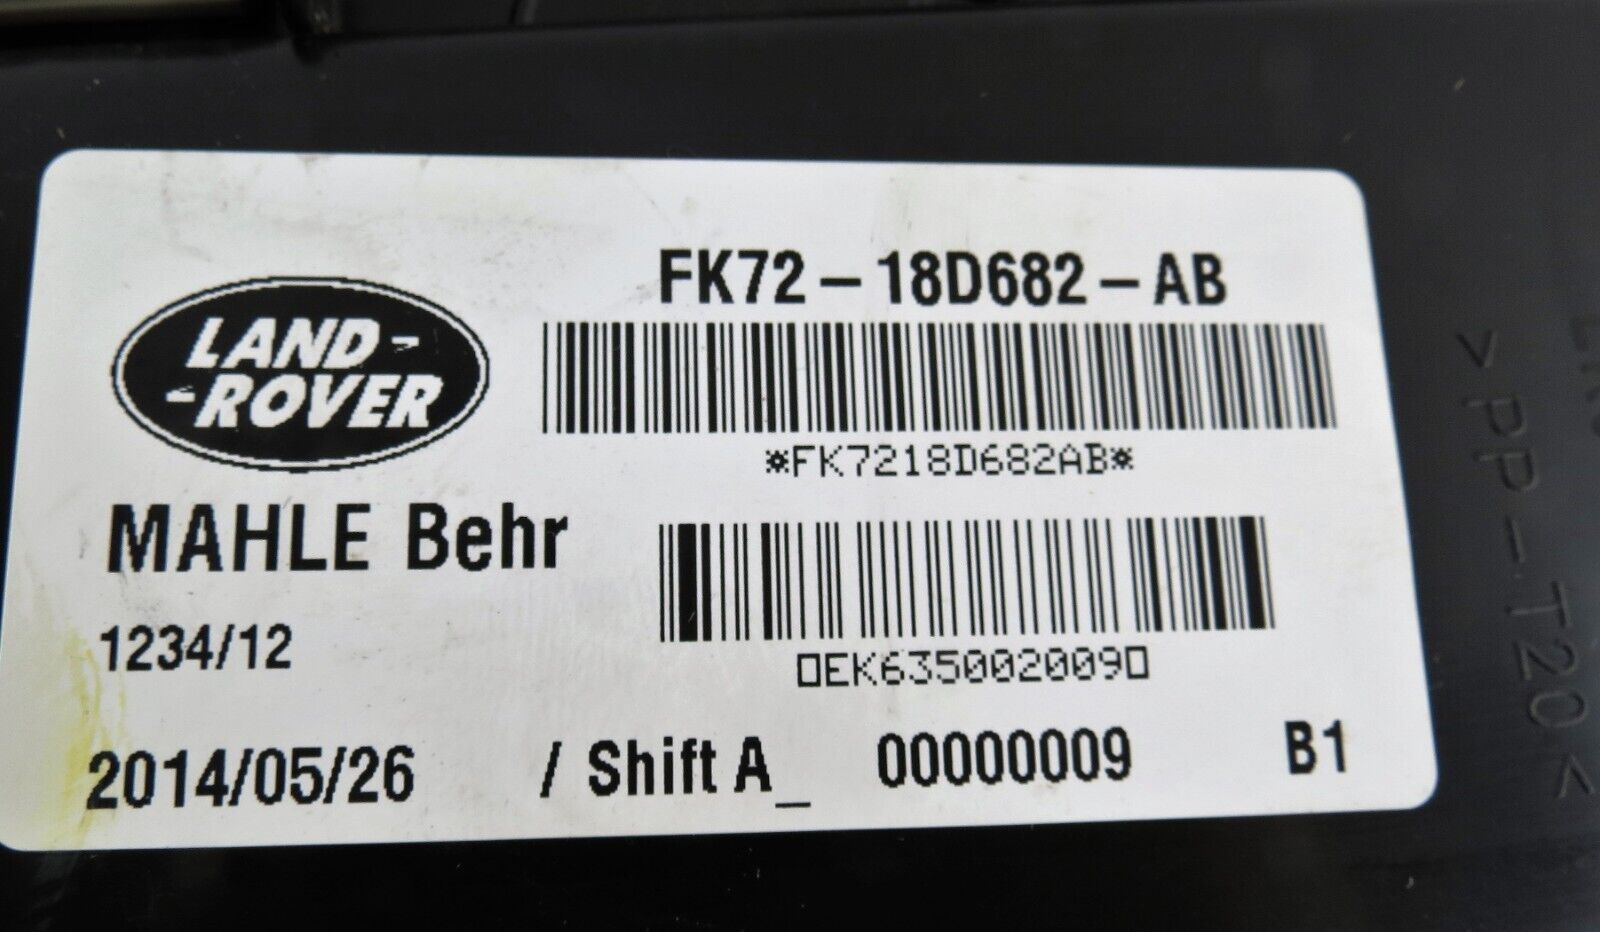 FK72 - 18D682 - AB
LAND -
- ROVER
*FK7218D682AB*
MAHLE Behr
1234/12
EK635002009
2014/05/26 / Shift A_ 00000009 B1
>PP-T20<